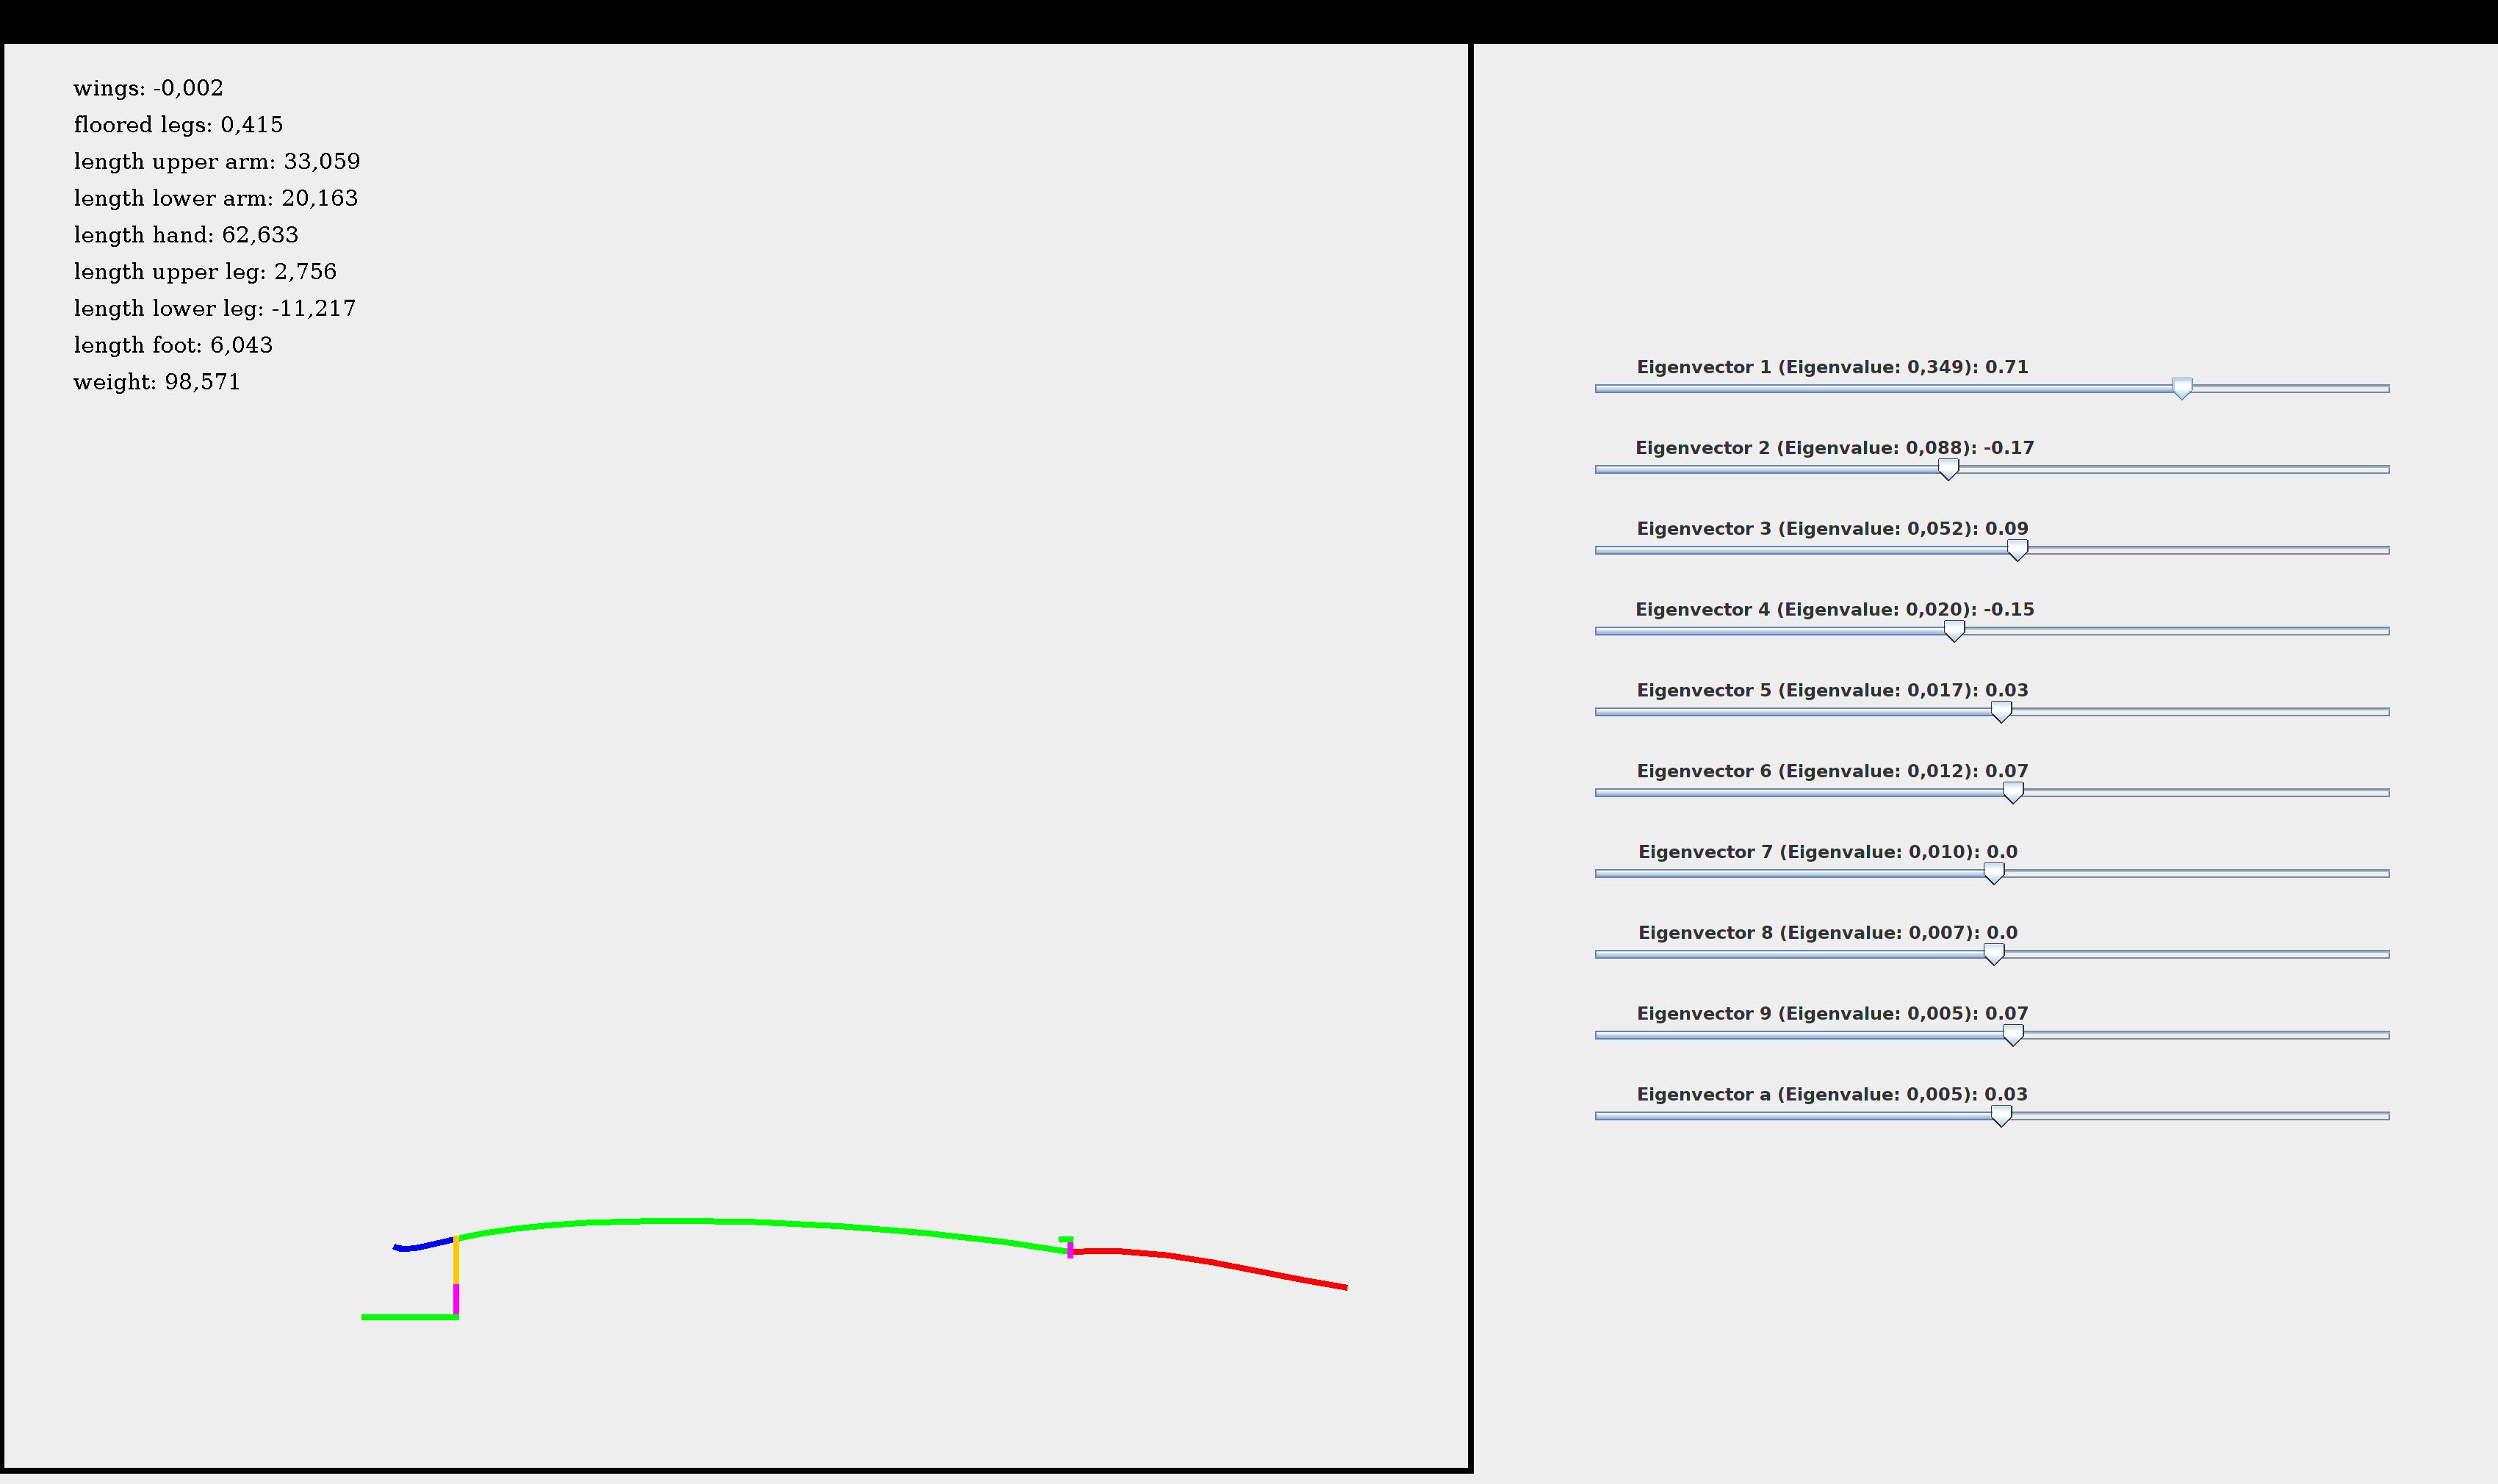 wings: -0,002
floored legs: 0,415
length upper arm: 33,059
length lower arm: 20,163
length hand: 62,633
length upper leg: 2,756
length lower leg: -11,217
length foot: 6,043
weight: 98,571
Eigenvector 1 (Eigenvalue: 0,349): 0.71
Eigenvector 2 (Eigenvalue: 0,088): -0.17
Eigenvector 3 (Eigenvalue: 0,052): 0.09
Eigenvector 4 (Eigenvalue: 0,020): -0.15
Eigenvector 5 (Eigenvalue: 0,017): 0.03
Eigenvector 6 (Eigenvalue: 0,012): 0.07
Eigenvector 7 (Eigenvalue: 0,010): 0.0
Eigenvector 8 (Eigenvalue: 0,007): 0.0
Eigenvector 9 (Eigenvalue: 0,005): 0.07
Eigenvector a (Eigenvalue: 0,005): 0.03